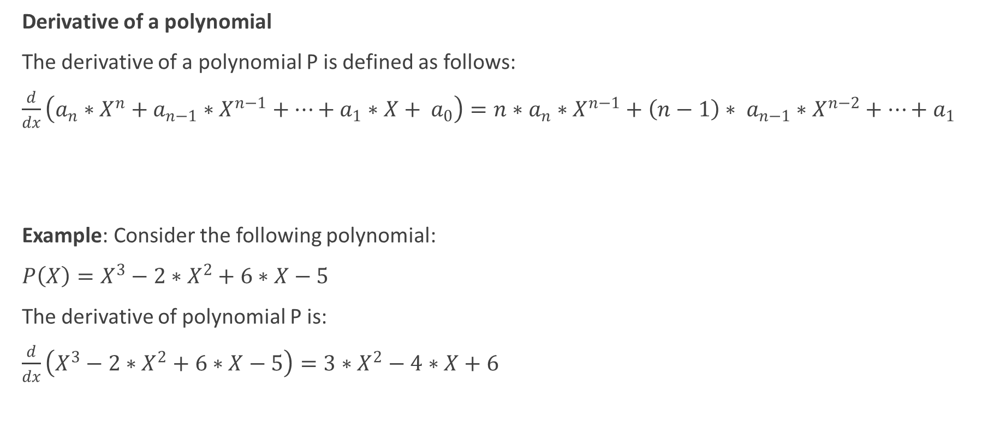 Derivative of a polynomial
The derivative of a polynomial P is defined as follows:
$\frac{d}{dx}\left(a_n * X^n + a_{n-1} * X^{n-1} + \cdots + a_1 * X + a_0\right) = n * a_n * X^{n-1} + (n-1) * a_{n-1} * X^{n-2} + \cdots + a_1$
Example: Consider the following polynomial:
$P(X) = X^3 - 2 * X^2 + 6 * X - 5$
The derivative of polynomial P is:
$\frac{d}{dx}\left(X^3 - 2 * X^2 + 6 * X - 5\right) = 3 * X^2 - 4 * X + 6$